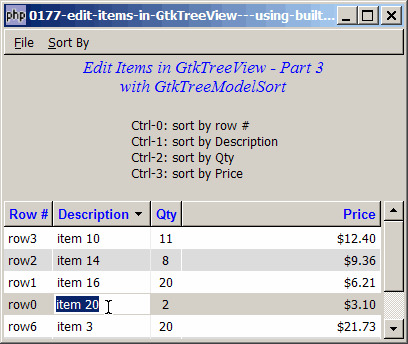 php 0177-edit-items-in-GtkTreeView---using-built...
File Sort By
Edit Items in GtkTreeView - Part 3
with GtkTreeModelSort
Ctrl-0: sort by row #
Ctrl-1: sort by Description
Ctrl-2: sort by Qty
Ctrl-3: sort by Price
Row # Description Qty Price
row3 item 10 11 $12.40
row2 item 14 8 $9.36
row1 item 16 20 $6.21
row0 item 20 2 $3.10
row6 item 3 20 $21.73